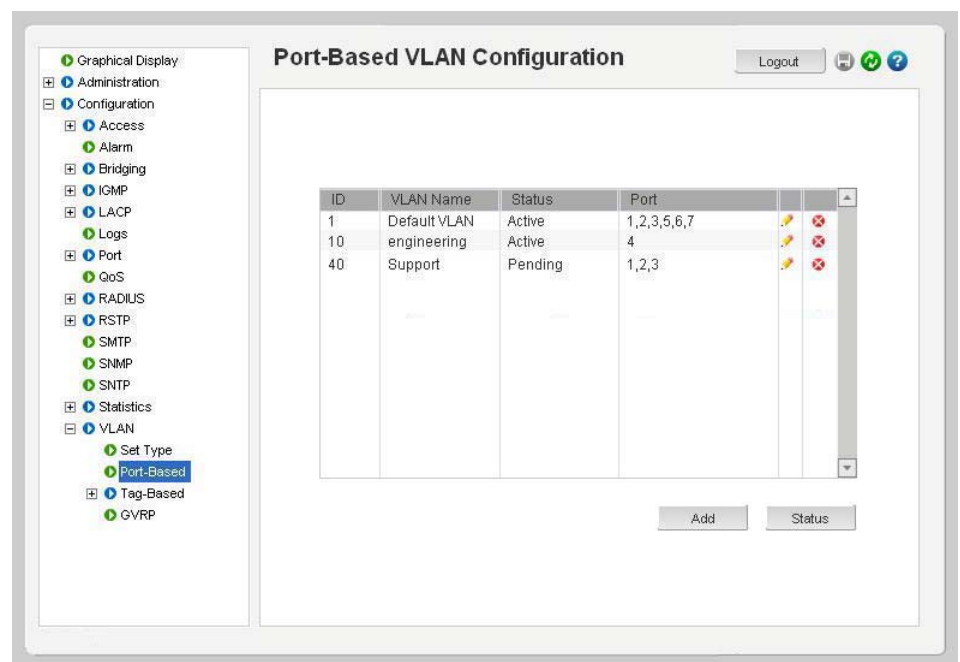 Port-Based VLAN Configuration
Logout
Graphical Display
Administration
Configuration
Access
Alarm
Bridging
IGMP
LACP
Logs
Port
QoS
RADIUS
RSTP
SMTP
SNMP
SNTP
Statistics
VLAN
Set Type
Port-Based
Tag-Based
GVRP
ID VLAN Name Status Port
1 Default VLAN Active 1,2,3,5,6,7
10 engineering Active 4
40 Support Pending 1,2,3
Add Status